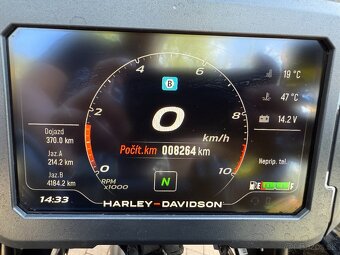 4
6
19 °C
B
47 °C
2
0
8
14.2 V
km/h
Dojazd
370.0 km
Počít.km 008264 km
Jaz.A
214.2 km
Neprip. tel.
Jaz.B
4184.2 km
0
RPM
x1000
N
10
E F
14:33
HARLEY-DAVIDSON